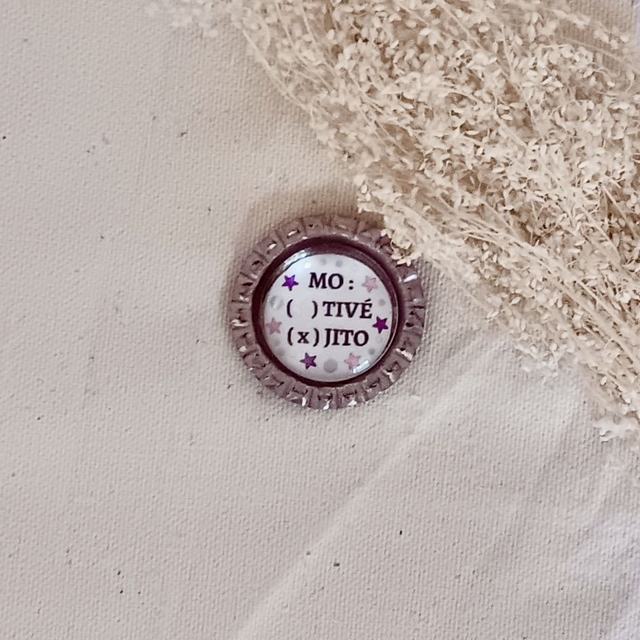 MO :
( ) TIVÉ
(x) JITO